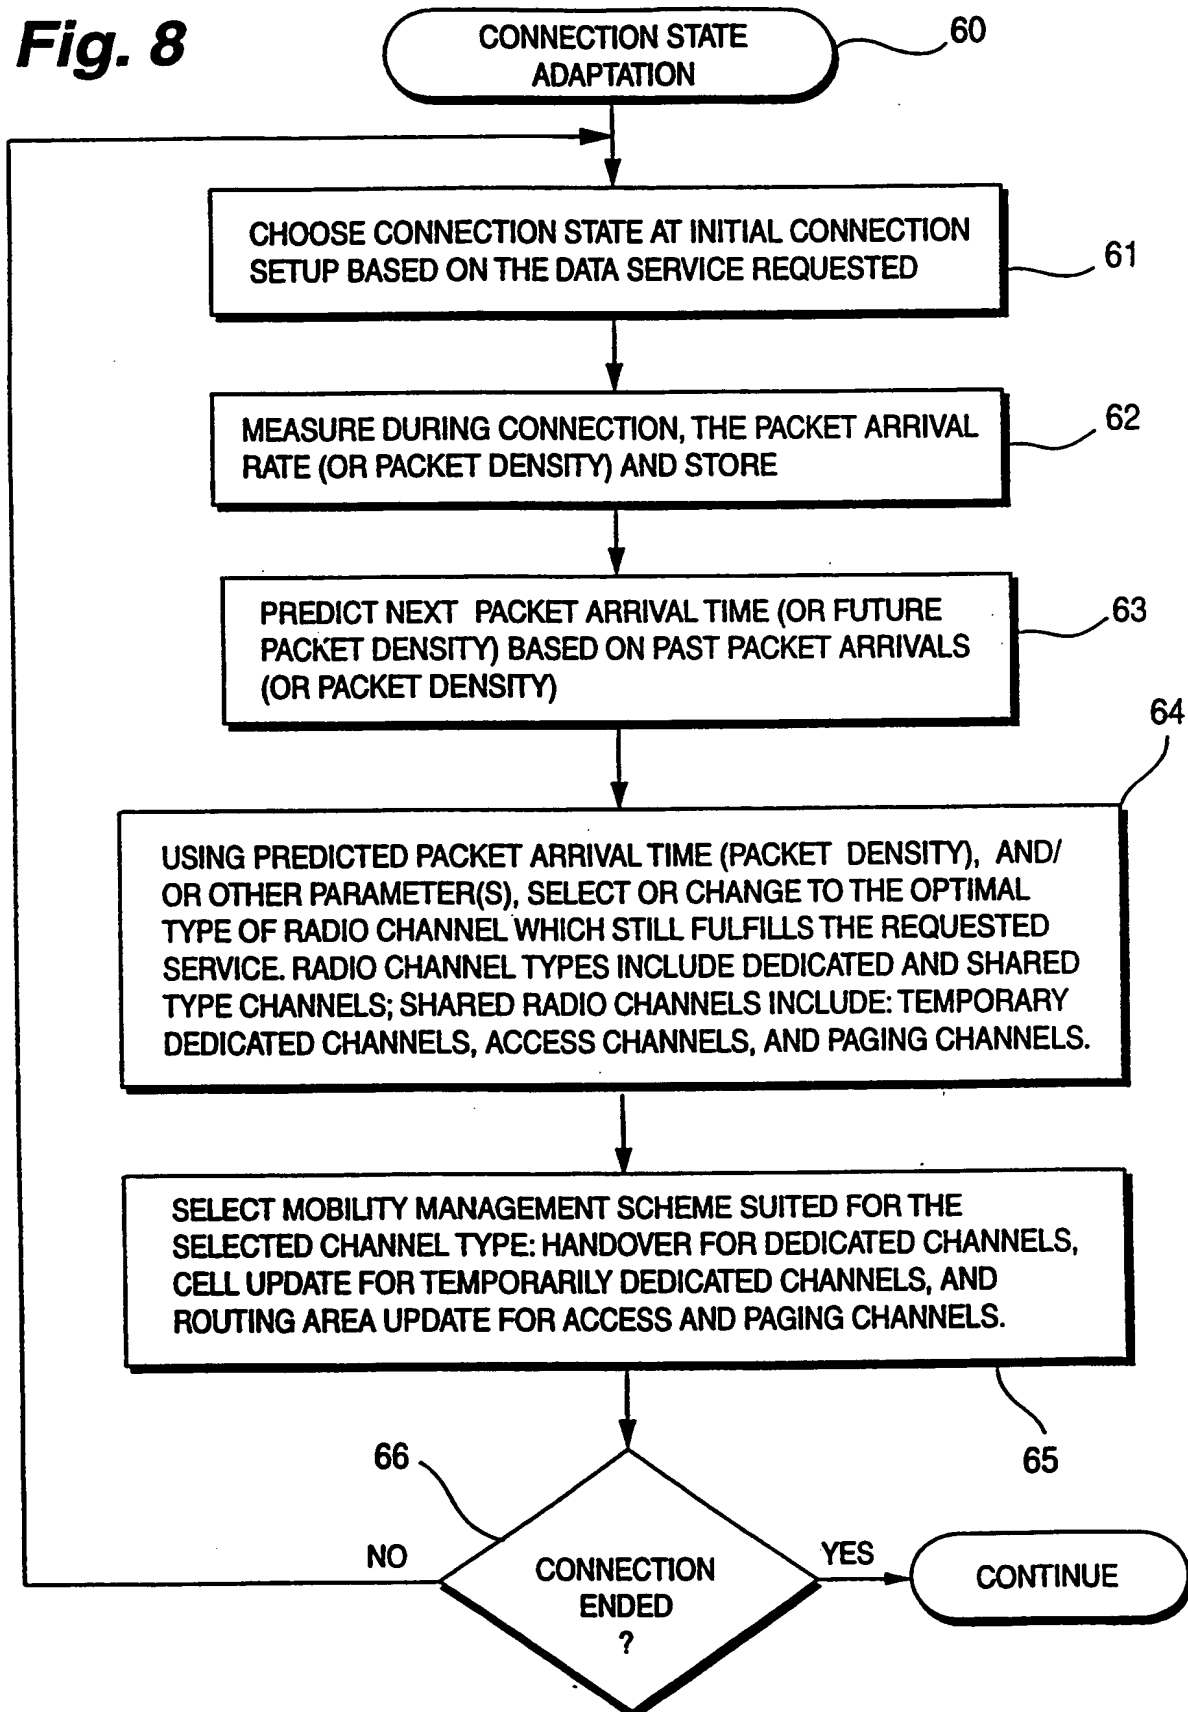 Fig. 8
CONNECTION STATE
ADAPTATION
60
CHOOSE CONNECTION STATE AT INITIAL CONNECTION
SETUP BASED ON THE DATA SERVICE REQUESTED
61
MEASURE DURING CONNECTION, THE PACKET ARRIVAL
RATE (OR PACKET DENSITY) AND STORE
62
PREDICT NEXT PACKET ARRIVAL TIME (OR FUTURE
PACKET DENSITY) BASED ON PAST PACKET ARRIVALS
(OR PACKET DENSITY)
63
64
USING PREDICTED PACKET ARRIVAL TIME (PACKET DENSITY), AND/
OR OTHER PARAMETER(S), SELECT OR CHANGE TO THE OPTIMAL
TYPE OF RADIO CHANNEL WHICH STILL FULFILLS THE REQUESTED
SERVICE. RADIO CHANNEL TYPES INCLUDE DEDICATED AND SHARED
TYPE CHANNELS; SHARED RADIO CHANNELS INCLUDE: TEMPORARY
DEDICATED CHANNELS, ACCESS CHANNELS, AND PAGING CHANNELS.
SELECT MOBILITY MANAGEMENT SCHEME SUITED FOR THE
SELECTED CHANNEL TYPE: HANDOVER FOR DEDICATED CHANNELS,
CELL UPDATE FOR TEMPORARILY DEDICATED CHANNELS, AND
ROUTING AREA UPDATE FOR ACCESS AND PAGING CHANNELS.
65
66
NO
CONNECTION
ENDED
?
YES
CONTINUE